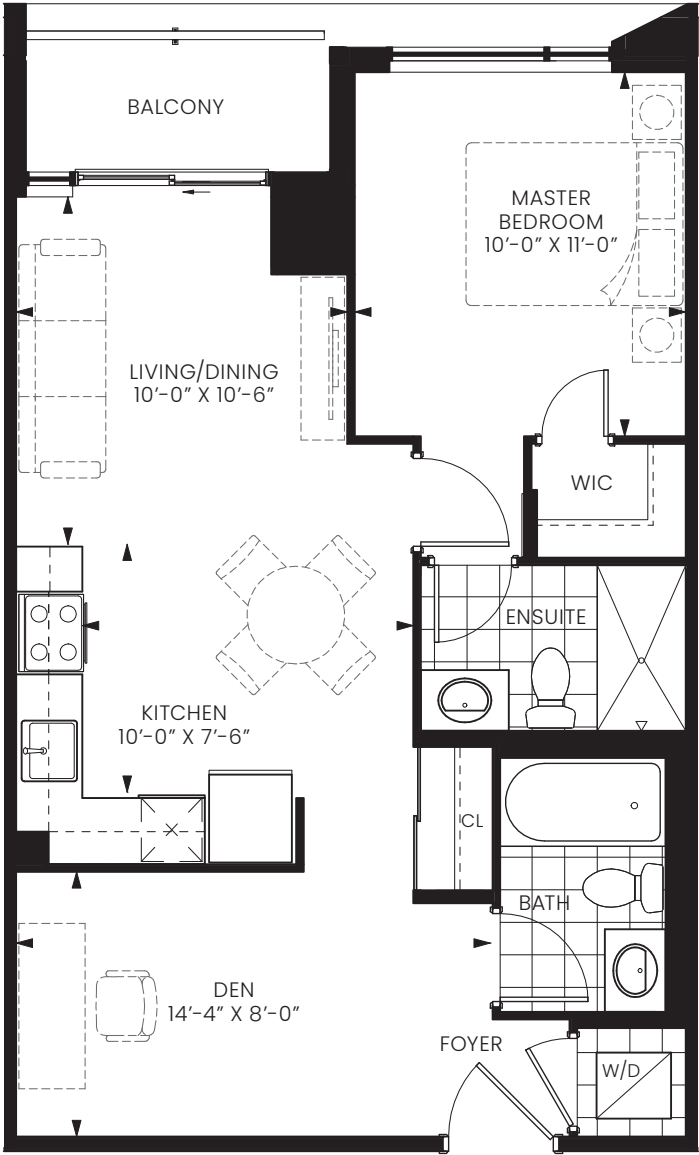 BALCONY
MASTER
BEDROOM
10’-0” X 11’-0”
LIVING/DINING
10’-0” X 10’-6”
WIC
ENSUITE
KITCHEN
10’-0” X 7’-6”
CL
BATH
DEN
14’-4” X 8’-0”
FOYER
W/D